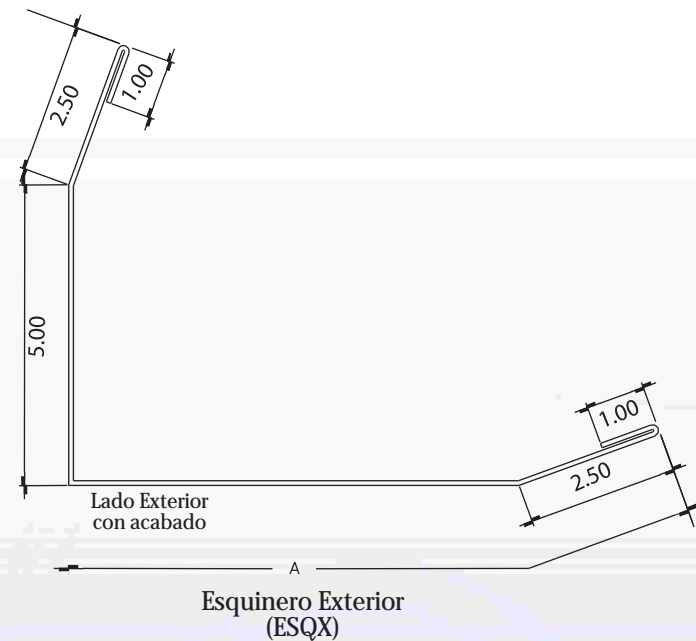 2.50
1.00
5.00
1.00
2.50
Lado Exterior
con acabado
A
Esquinero Exterior
(ESQX)